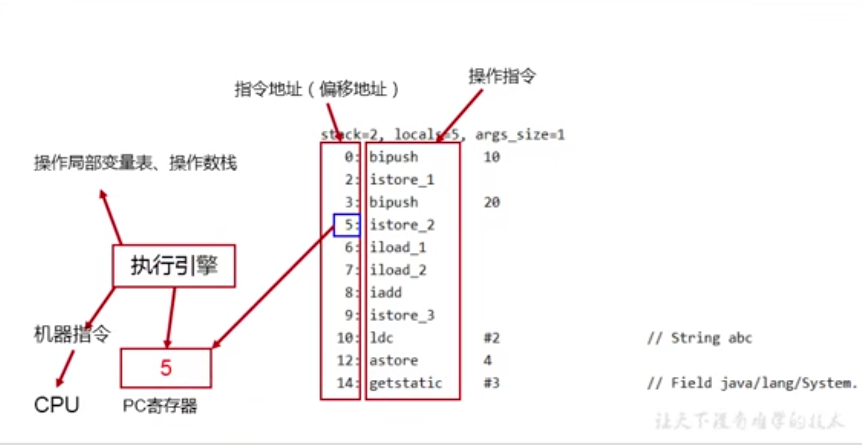 操作指令
指令地址（偏移地址）
stack=2, locals=5, args_size=1
操作局部变量表、操作数栈
0: bipush 10
2: istore_1
3: bipush 20
5: istore_2
6: iload_1
7: iload_2
8: iadd
9: istore_3
10: ldc #2 // String abc
12: astore 4
14: getstatic #3 // Field java/lang/System.
执行引擎
机器指令
5
CPU
PC寄存器
让天下没有难学的技术